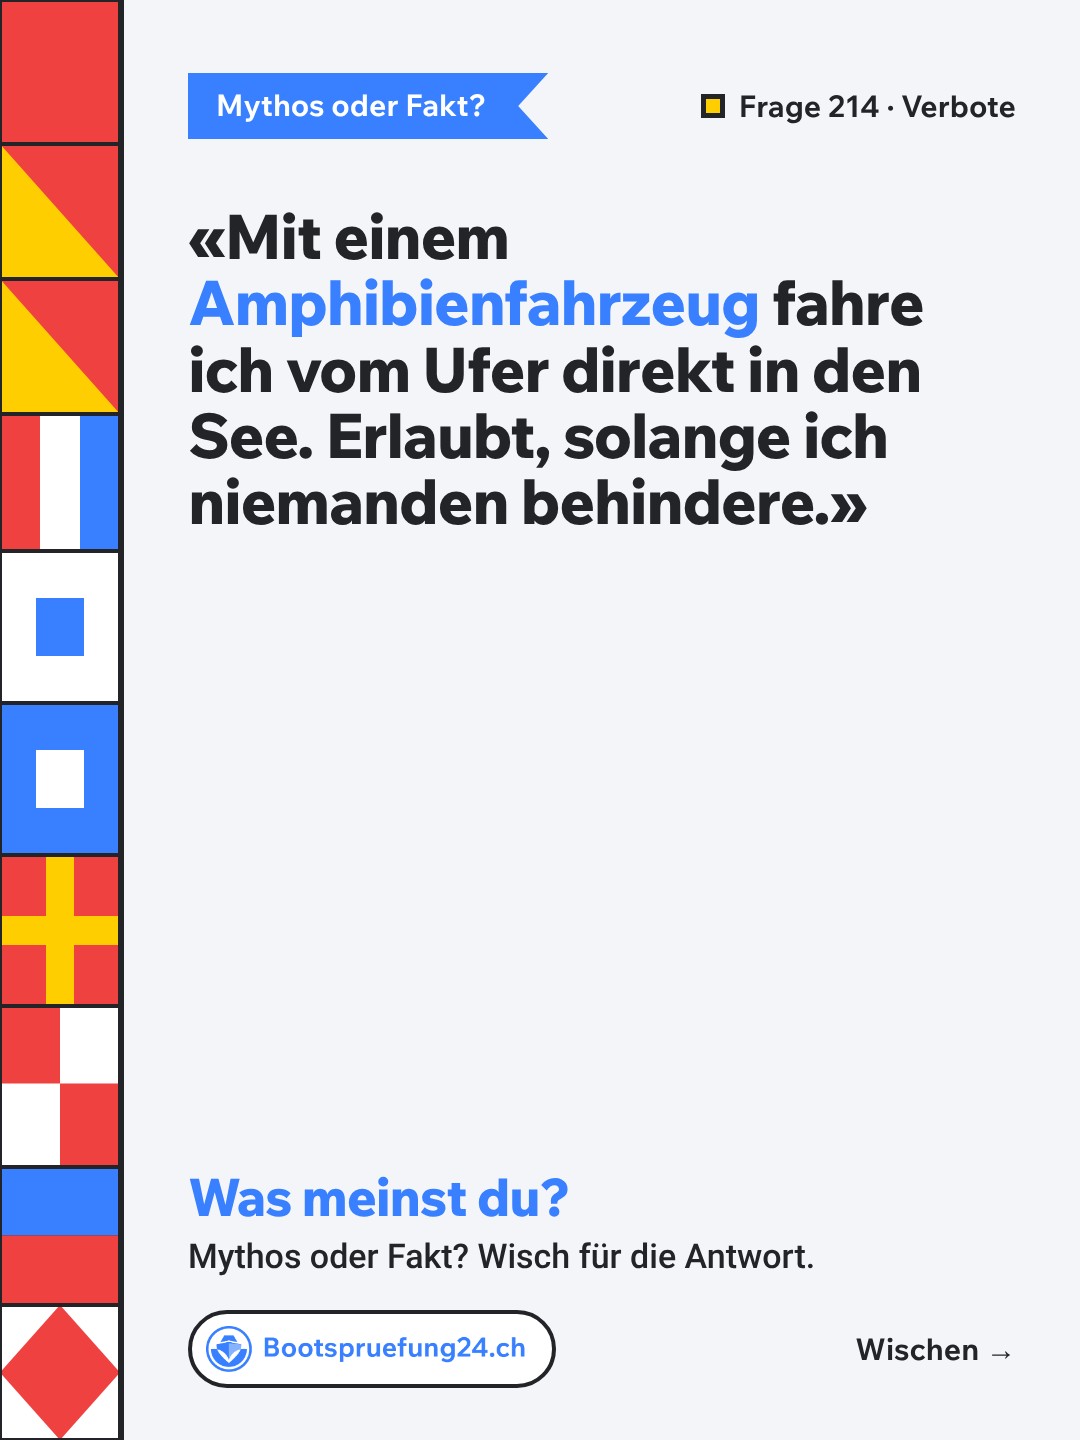 Mythos oder Fakt?
Frage 214 · Verbote
«Mit einem
Amphibienfahrzeug fahre
ich vom Ufer direkt in den
See. Erlaubt, solange ich
niemanden behindere.»
Was meinst du?
Mythos oder Fakt? Wisch für die Antwort.
Bootspruefung24.ch
Wischen →